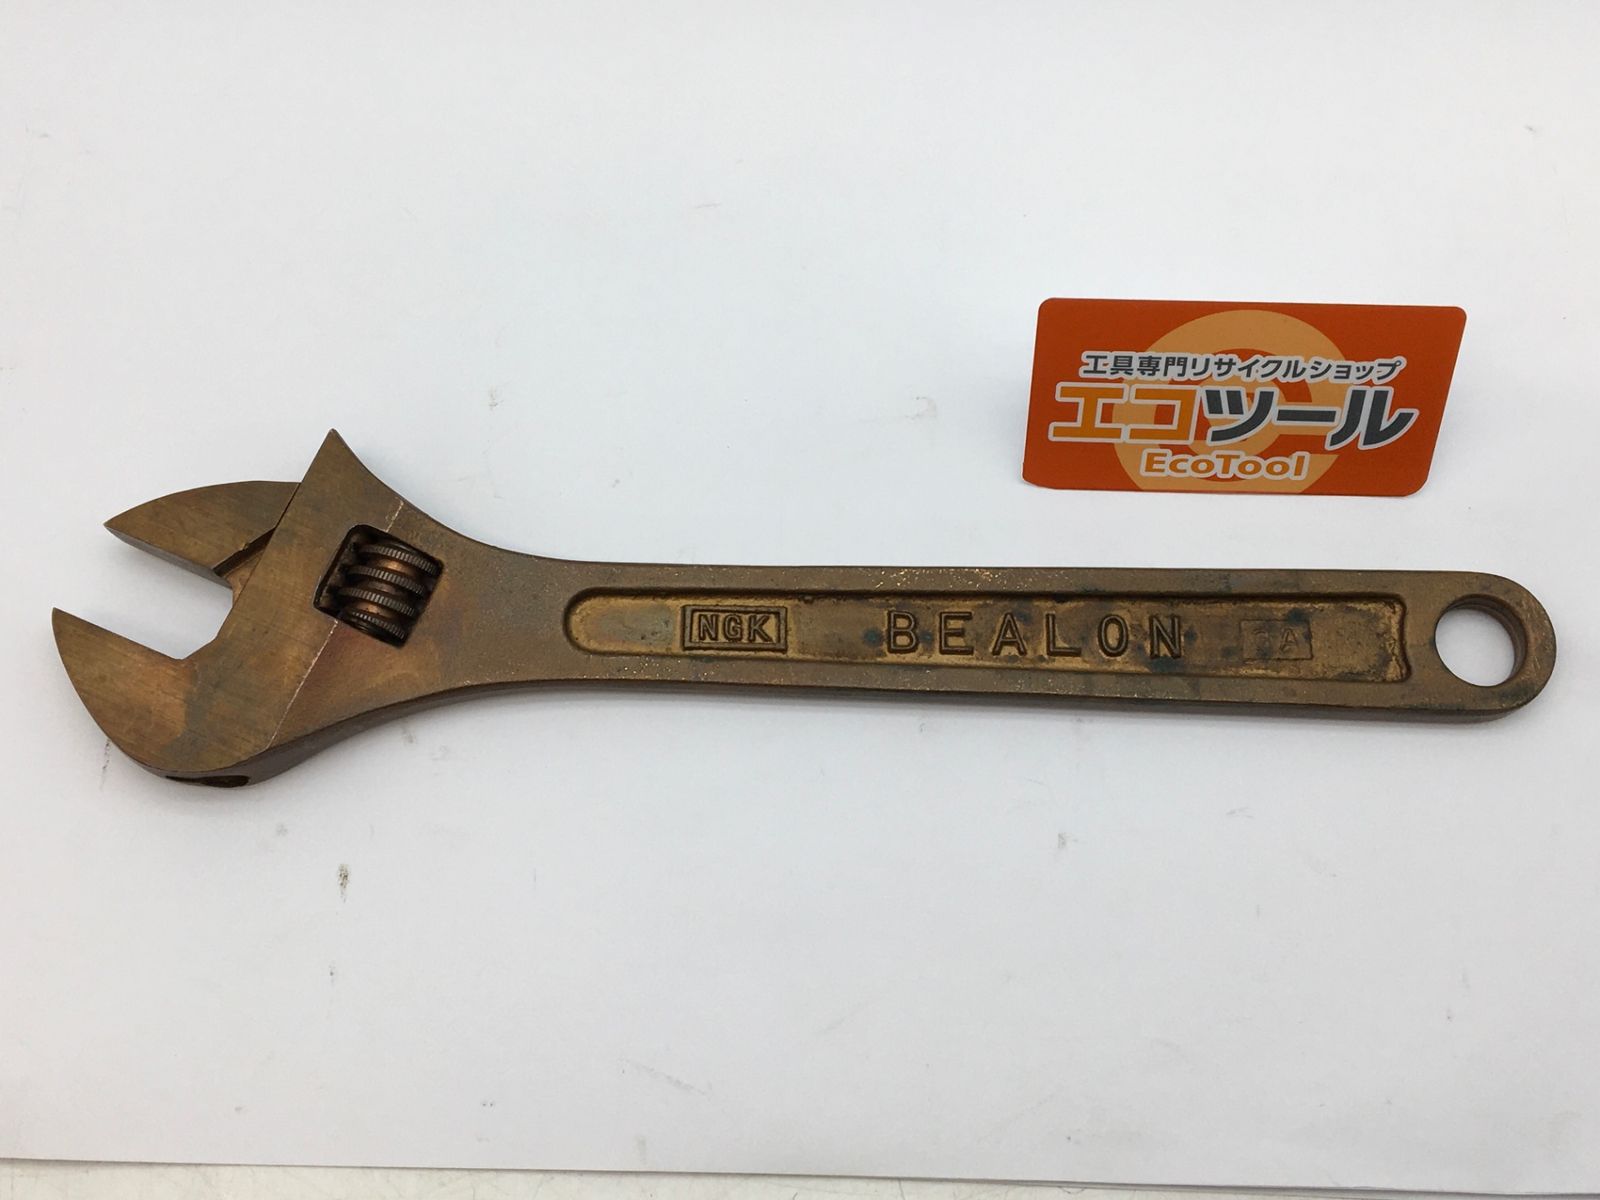 工具専門リサイクルショップ
エコツール
EcoTool
NGK BEALON